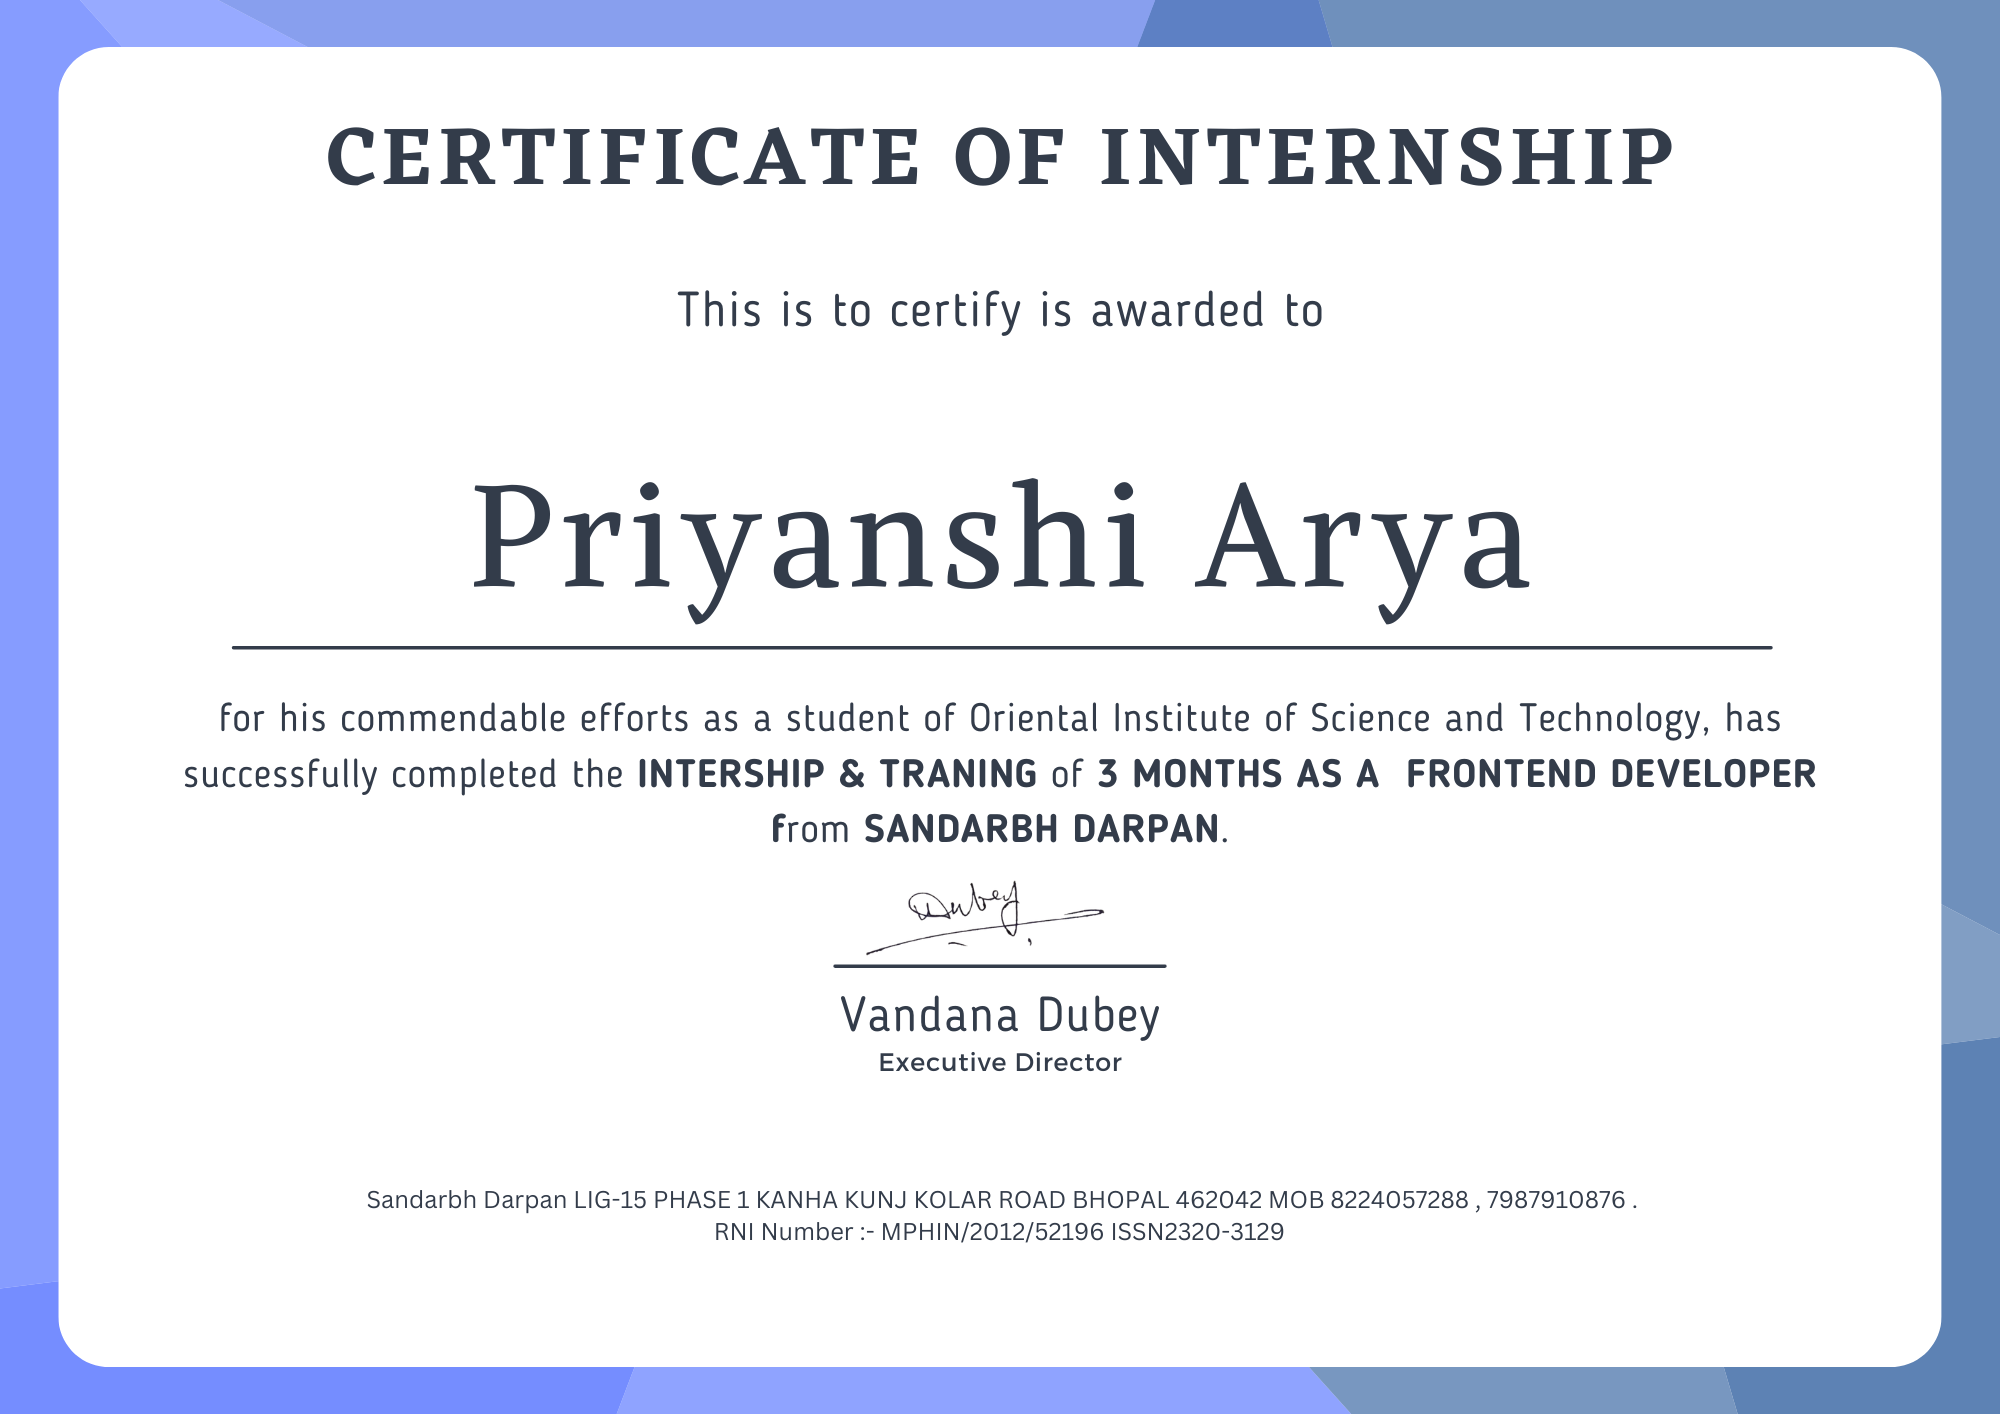 CERTIFICATE OF INTERNSHIP
This is to certify is awarded to
Priyanshi Arya
for his commendable efforts as a student of Oriental Institute of Science and Technology, has
successfully completed the INTERSHIP & TRANING of 3 MONTHS AS A  FRONTEND DEVELOPER
from SANDARBH DARPAN.
Dubey
Vandana Dubey
Executive Director
Sandarbh Darpan LIG-15 PHASE 1 KANHA KUNJ KOLAR ROAD BHOPAL 462042 MOB 8224057288 , 7987910876 .
RNI Number :- MPHIN/2012/52196 ISSN2320-3129